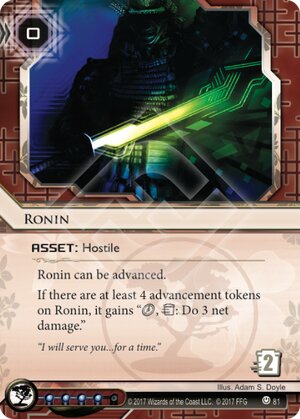 0
RONIN
ASSET: Hostile
Ronin can be advanced.
If there are at least 4 advancement tokens
on Ronin, it gains “, : Do 3 net
damage.”
“I will serve you...for a time.”
2
Illus. Adam S. Doyle
© 2017 Wizards of the Coast LLC. © 2017 FFG 81